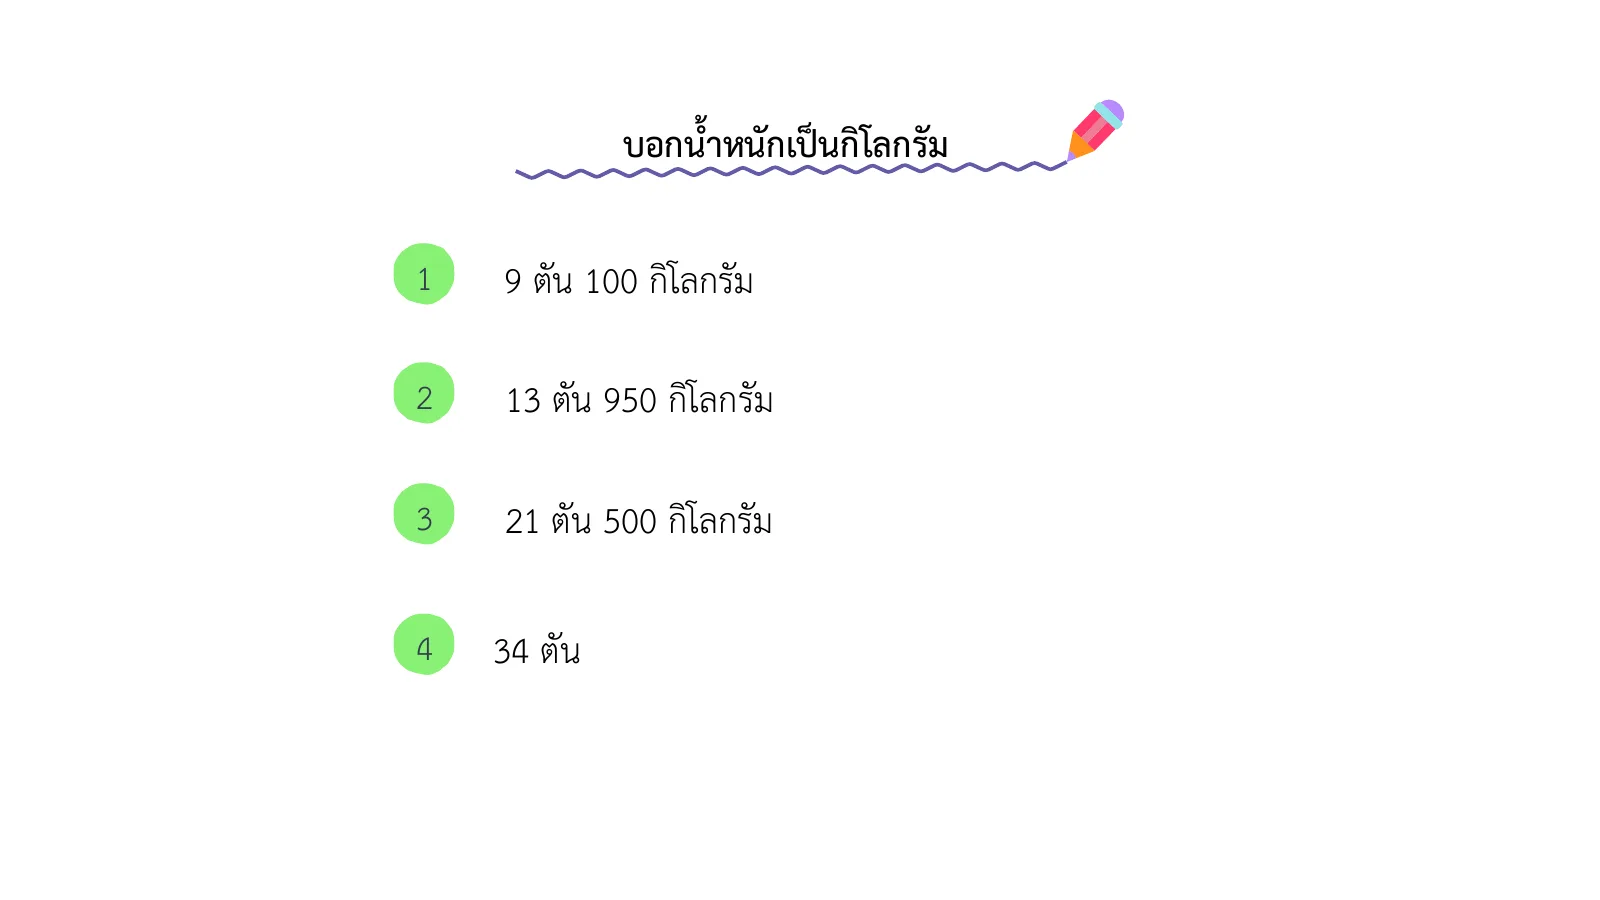 บอกน้ำหนักเป็นกิโลกรัม
1 9 ตัน 100 กิโลกรัม
2 13 ตัน 950 กิโลกรัม
3 21 ตัน 500 กิโลกรัม
4 34 ตัน